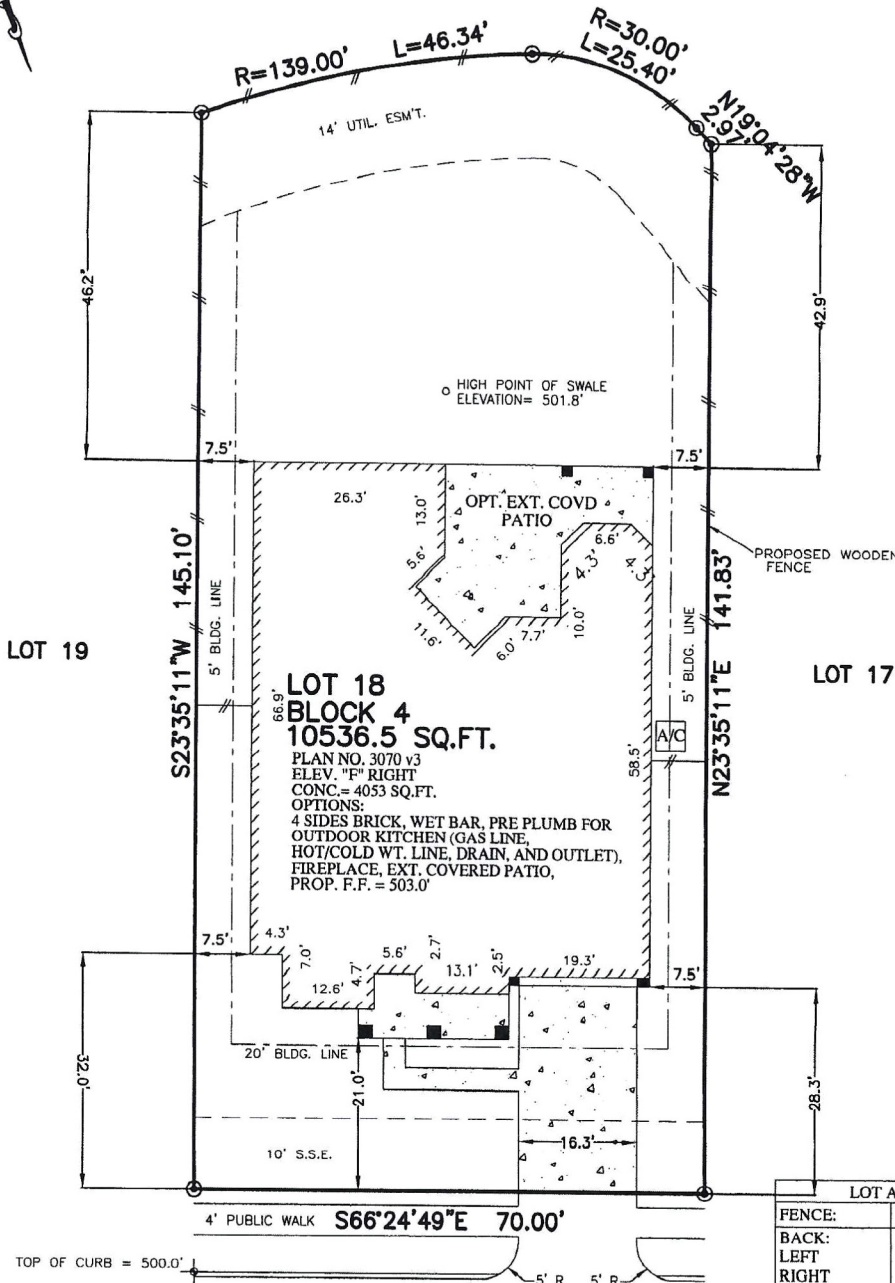 R=139.00'
L=46.34'
R=30.00'
L=25.40'
N19°04'28"W
2.97'
14' UTIL. ESM'T.
46.2'
42.9'
HIGH POINT OF SWALE
ELEVATION= 501.8'
7.5'
7.5'
26.3'
13.0'
OPT. EXT. COVD
PATIO
6.6'
4.3'
4.3'
5.6'
11.6'
6.0'
7.7'
10.0'
PROPOSED WOODEN
FENCE
S23°35'11"W 145.10'
5' BLDG. LINE
N23°35'11"E 141.83'
5' BLDG. LINE
LOT 19
LOT 17
66.9'
LOT 18
BLOCK 4
10536.5 SQ.FT.
PLAN NO. 3070 v3
ELEV. "F" RIGHT
CONC.= 4053 SQ.FT.
OPTIONS:
4 SIDES BRICK, WET BAR, PRE PLUMB FOR
OUTDOOR KITCHEN (GAS LINE,
HOT/COLD WT. LINE, DRAIN, AND OUTLET),
FIREPLACE, EXT. COVERED PATIO,
PROP. F.F. = 503.0'
A/C
58.5'
7.5'
4.3'
7.0'
12.6'
4.7'
5.6'
2.7'
13.1'
2.5'
19.3'
7.5'
32.0'
20' BLDG. LINE
21.0'
28.3'
16.3'
10' S.S.E.
4' PUBLIC WALK S66°24'49"E 70.00'
TOP OF CURB = 500.0'
5' R
5' R
LOT A
FENCE:
BACK:
LEFT
RIGHT